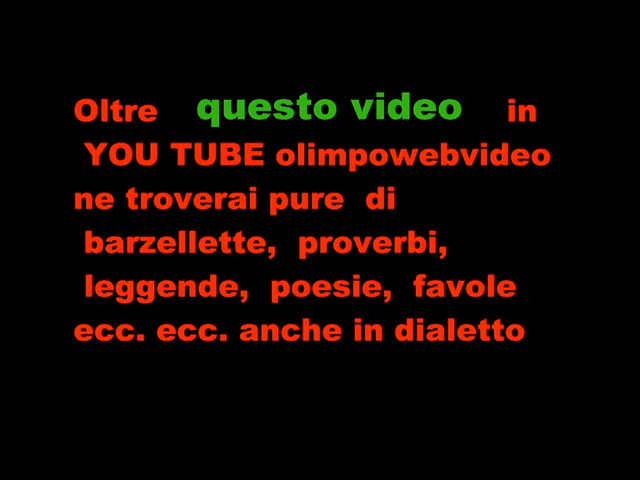 Oltre questo video in
YOU TUBE olimpowebvideo
ne troverai pure di
barzellette, proverbi,
leggende, poesie, favole
ecc. ecc. anche in dialetto